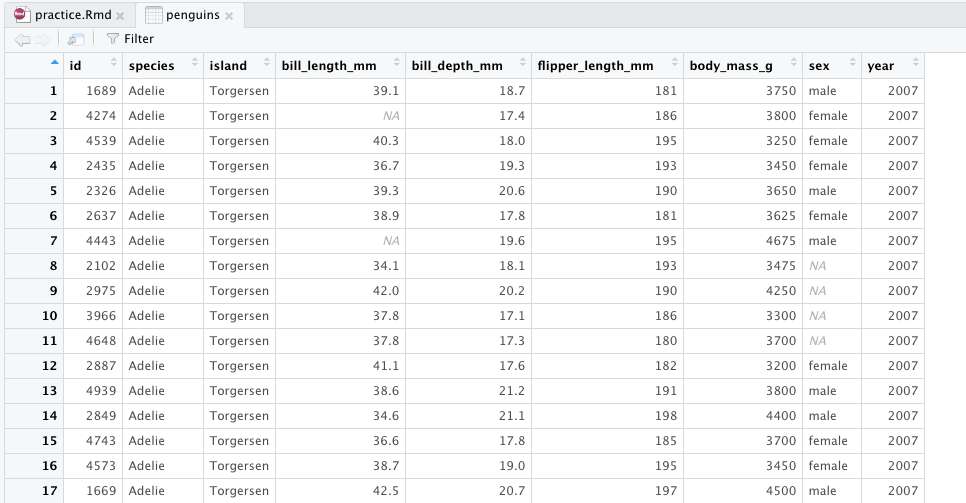 practice.Rmd penguins
Filter
id species island bill_length_mm bill_depth_mm flipper_length_mm body_mass_g sex year
1 1689 Adelie Torgersen 39.1 18.7 181 3750 male 2007
2 4274 Adelie Torgersen NA 17.4 186 3800 female 2007
3 4539 Adelie Torgersen 40.3 18.0 195 3250 female 2007
4 2435 Adelie Torgersen 36.7 19.3 193 3450 female 2007
5 2326 Adelie Torgersen 39.3 20.6 190 3650 male 2007
6 2637 Adelie Torgersen 38.9 17.8 181 3625 female 2007
7 4443 Adelie Torgersen NA 19.6 195 4675 male 2007
8 2102 Adelie Torgersen 34.1 18.1 193 3475 NA 2007
9 2975 Adelie Torgersen 42.0 20.2 190 4250 NA 2007
10 3966 Adelie Torgersen 37.8 17.1 186 3300 NA 2007
11 4648 Adelie Torgersen 37.8 17.3 180 3700 NA 2007
12 2887 Adelie Torgersen 41.1 17.6 182 3200 female 2007
13 4939 Adelie Torgersen 38.6 21.2 191 3800 male 2007
14 2849 Adelie Torgersen 34.6 21.1 198 4400 male 2007
15 4743 Adelie Torgersen 36.6 17.8 185 3700 female 2007
16 4573 Adelie Torgersen 38.7 19.0 195 3450 female 2007
17 1669 Adelie Torgersen 42.5 20.7 197 4500 male 2007